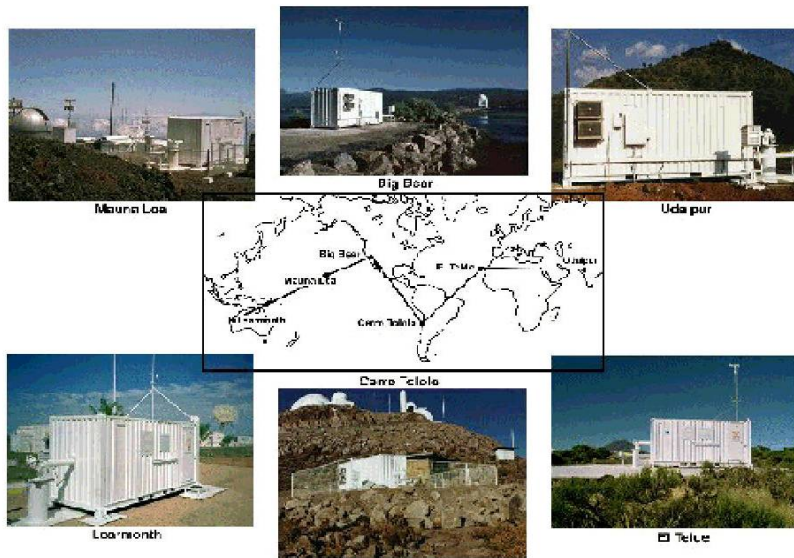 Mauna Loa
Big Bear
Udaipur
Big Bear
Mauna Loa
El Teide
Udaipur
Learmonth
Cerro Tololo
Cerro Tololo
Learmonth
El Teide